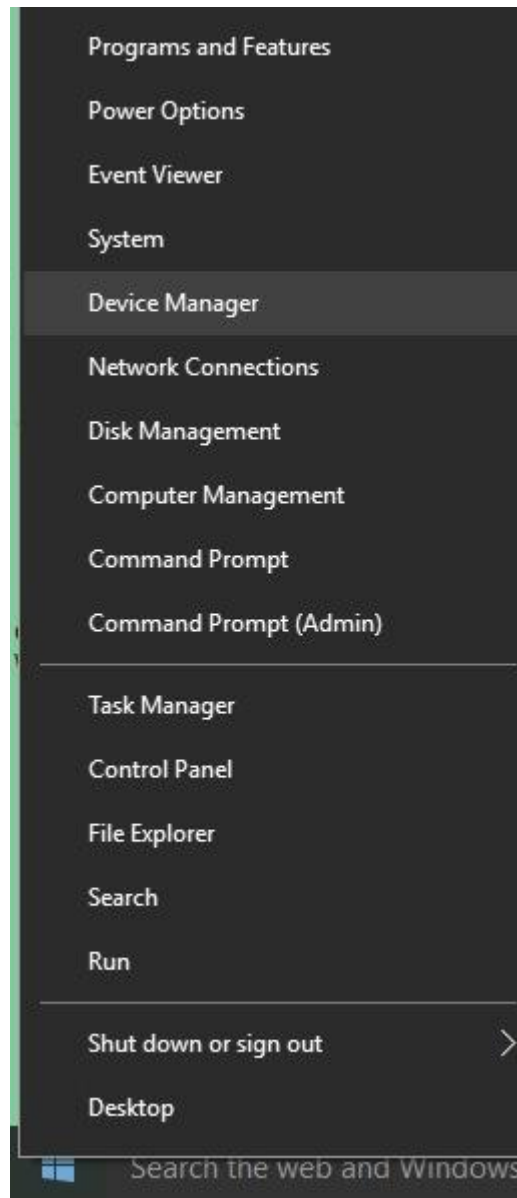 Programs and Features
Power Options
Event Viewer
System
Device Manager
Network Connections
Disk Management
Computer Management
Command Prompt
Command Prompt (Admin)
Task Manager
Control Panel
File Explorer
Search
Run
Shut down or sign out
Desktop
Search the web and Windows